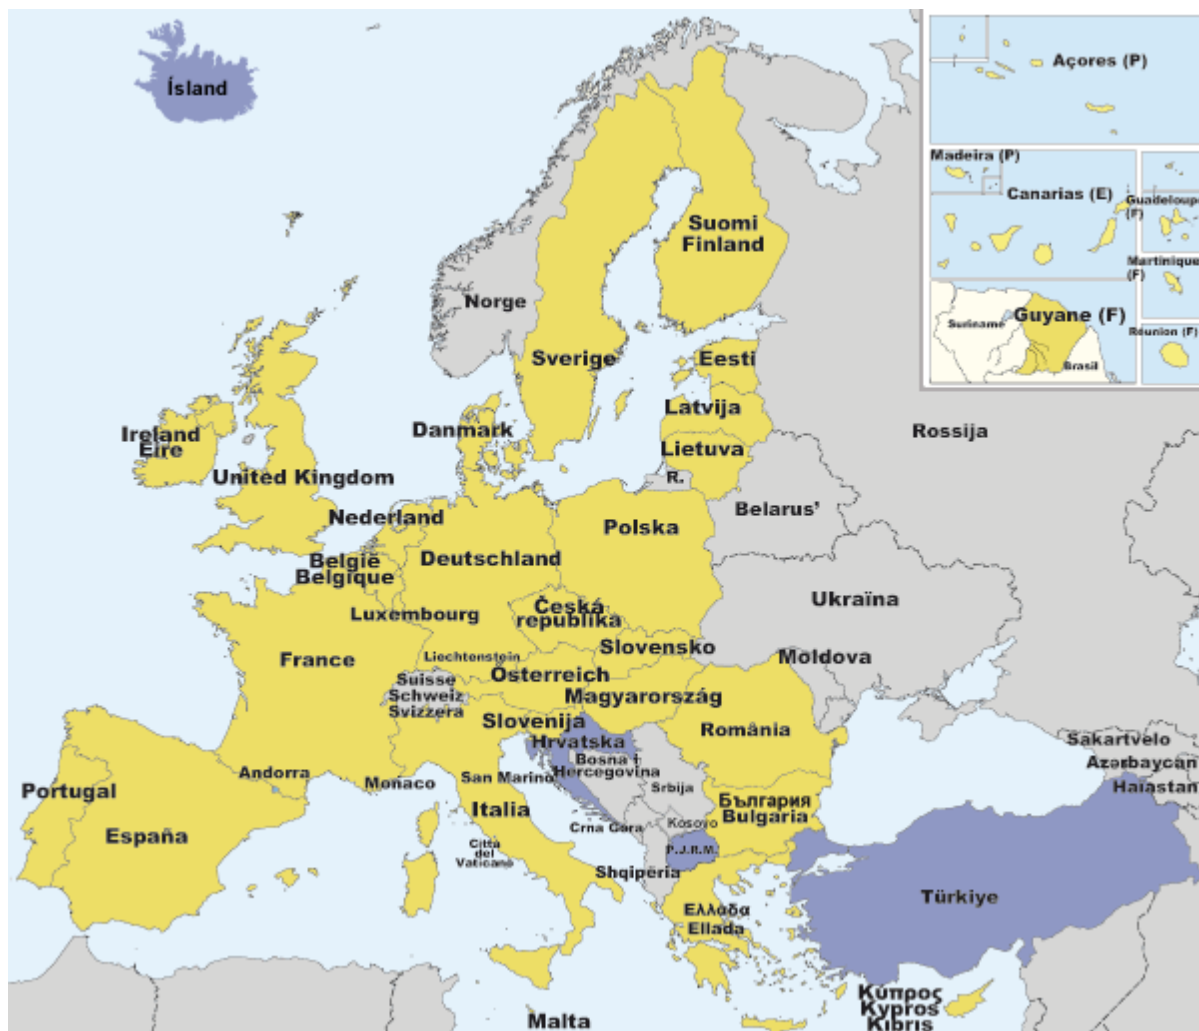 Ísland
Açores (P)
Madeira (P)
Canarias (E)
Guadeloupe
(F)
Martinique
(F)
Guyane (F)
Suriname
Brasil
Réunion (F)
Suomi
Finland
Norge
Sverige
Eesti
Latvija
Lietuva
R.
Danmark
Ireland
Eire
United Kingdom
Rossija
Belarus’
Nederland
Polska
België
Belgique
Deutschland
Luxembourg
Česká
republika
Ukraïna
Slovensko
France
Liechtenstein
Moldova
Suisse
Schweiz
Svizzera
Österreich
Magyarország
Slovenija
România
Hrvatska
Bosna i
Hercegovina
Sakartvelo
Azərbaycan
Haïastan
Andorra
Monaco
San Marino
Srbija
Portugal
España
Italia
България
Bulgaria
Crna Gora
Kosovo
Città
del
Vaticano
P.J.R.M.
Shqipëria
Türkiye
Ελλάδα
Ellada
Κύπρος
Kypros
Kıbrıs
Malta